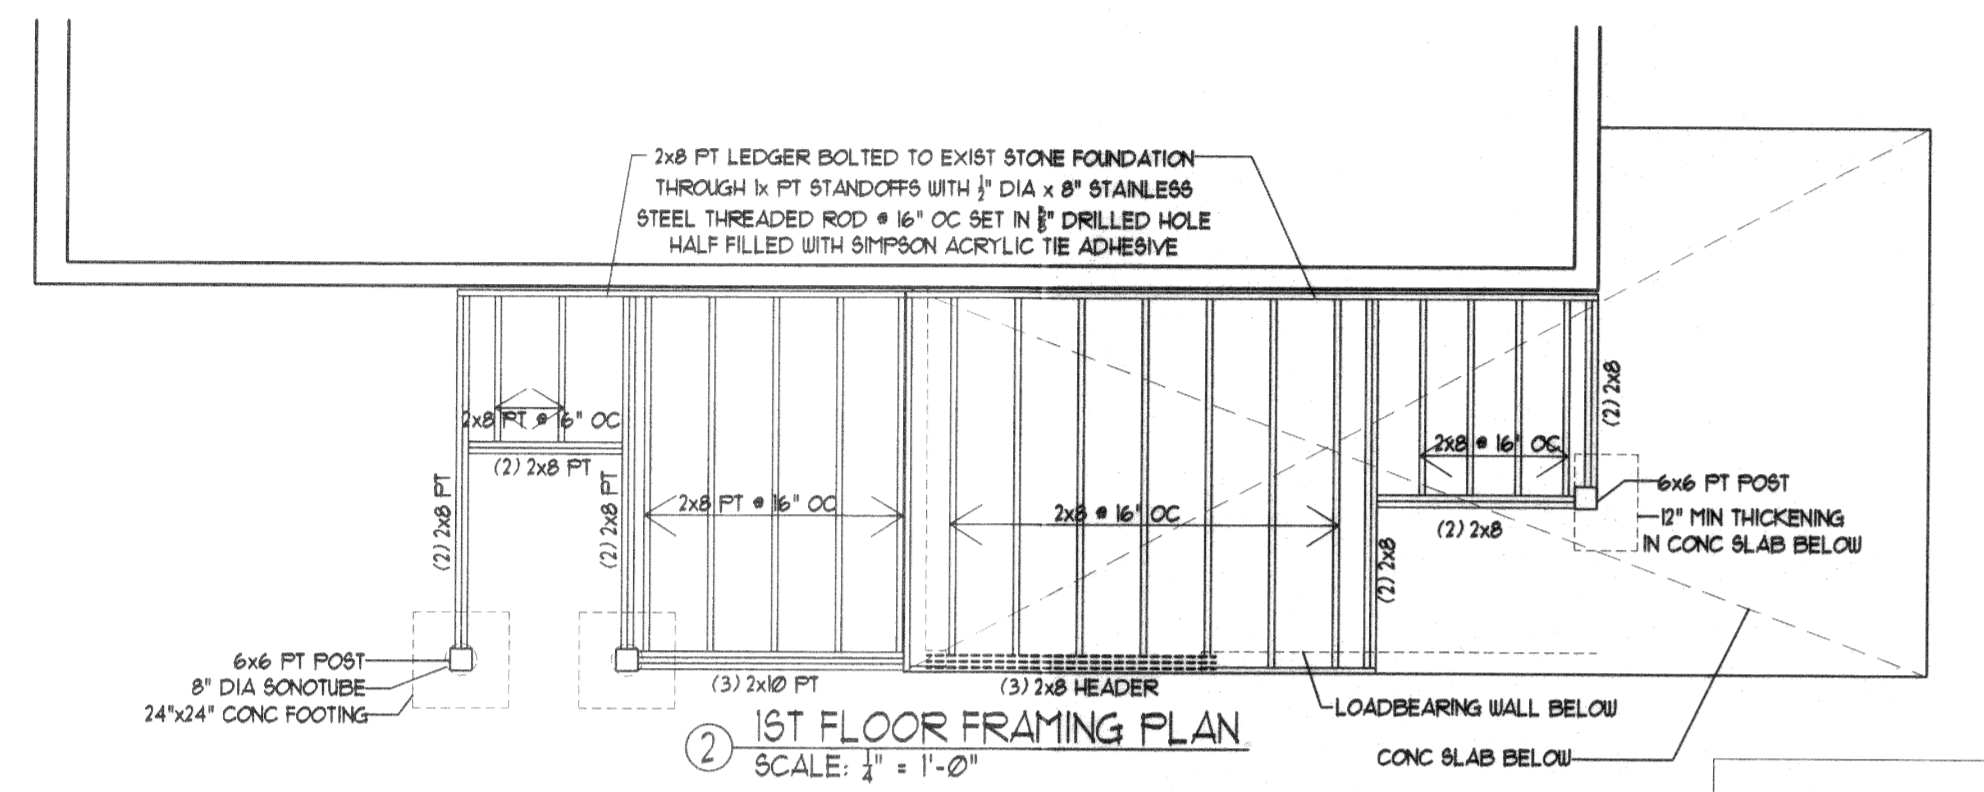 2x8 PT LEDGER BOLTED TO EXIST STONE FOUNDATION
THROUGH 1x PT STANDOFFS WITH ½" DIA x 8" STAINLESS
STEEL THREADED ROD @ 16" OC SET IN ⅝" DRILLED HOLE
HALF FILLED WITH SIMPSON ACRYLIC TIE ADHESIVE
2x8 PT @ 16" OC
(2) 2x8 PT
(2) 2x8 PT
(2) 2x8 PT
2x8 PT @ 16" OC
2x8 @ 16" OC
2x8 @ 16" OC
(2) 2x8
(2) 2x8
(2) 2x8
6x6 PT POST
12" MIN THICKENING
IN CONC SLAB BELOW
6x6 PT POST
8" DIA SONOTUBE
24"x24" CONC FOOTING
(3) 2x10 PT
(3) 2x8 HEADER
LOADBEARING WALL BELOW
CONC SLAB BELOW
2 1ST FLOOR FRAMING PLAN
SCALE: ¼" = 1'-0"